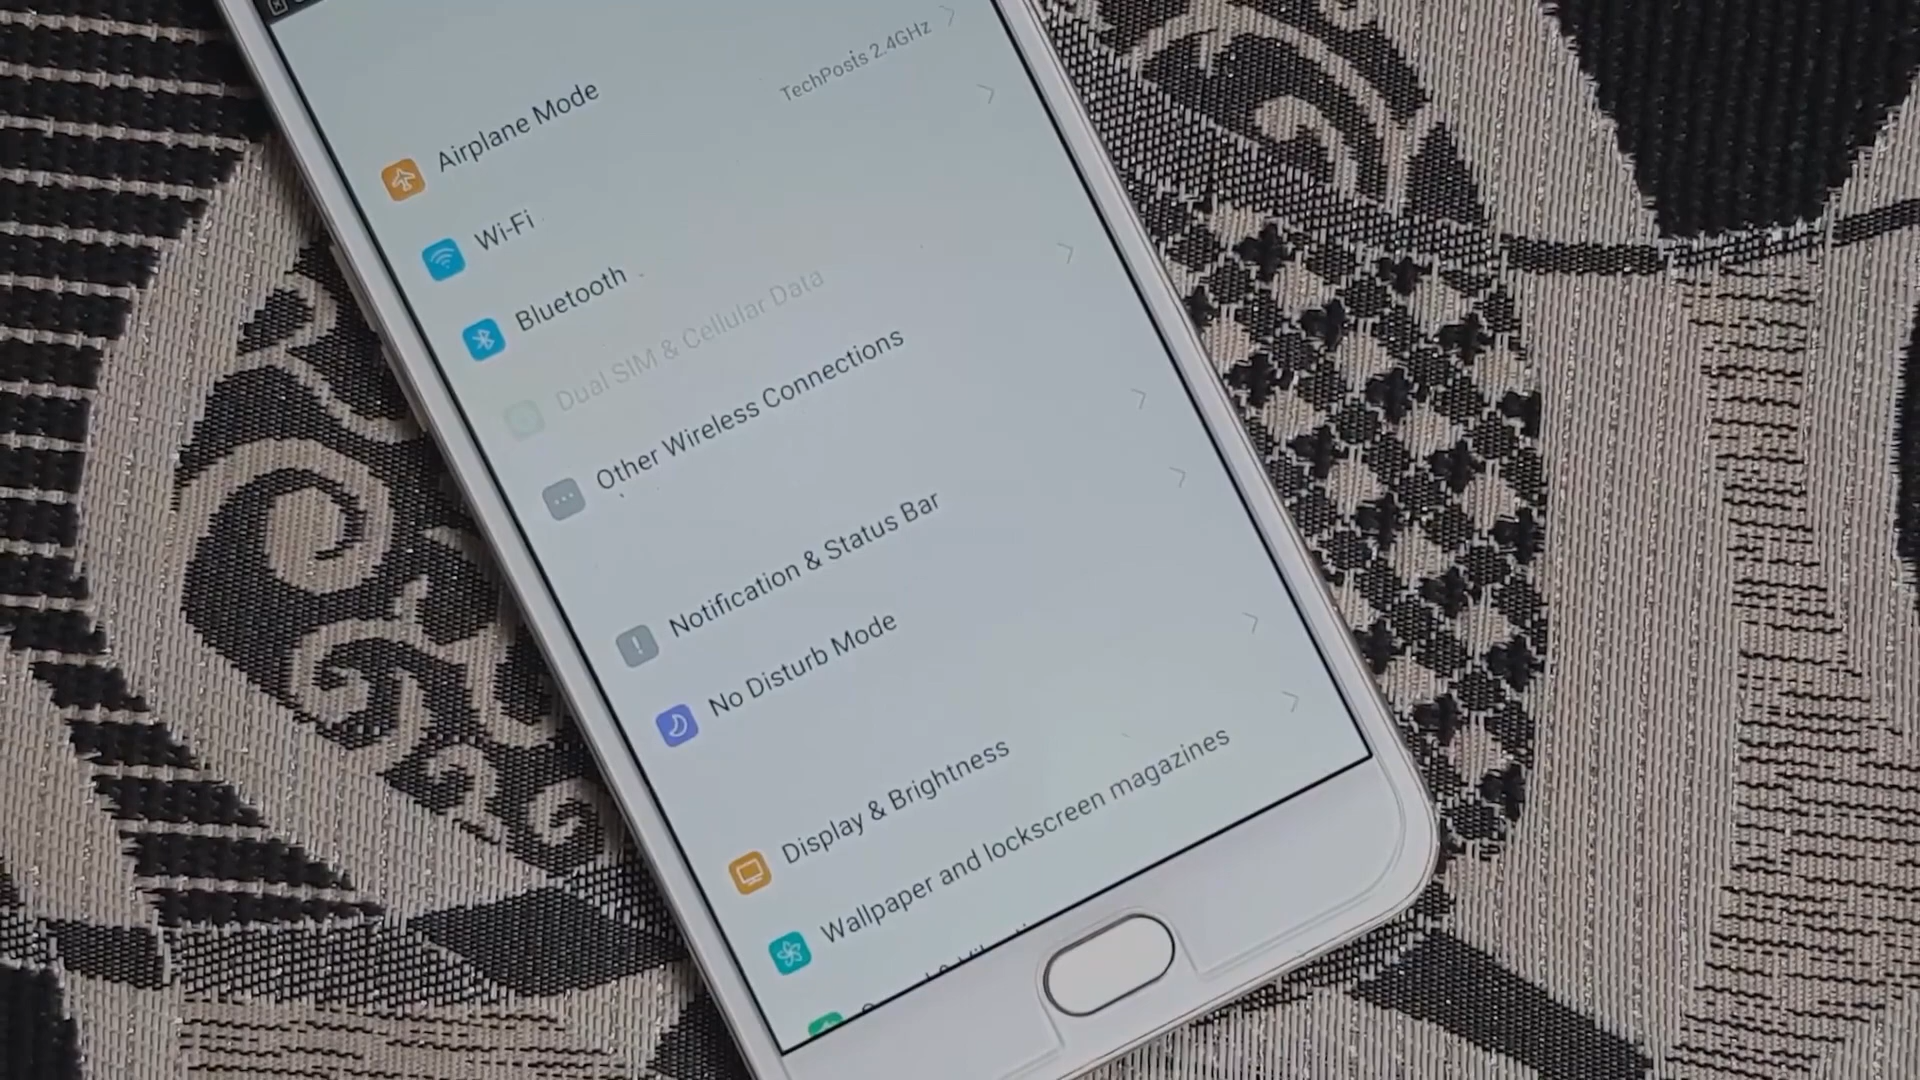 Airplane Mode
Wi-Fi
TechPosts 2.4GHz
Bluetooth
Dual SIM & Cellular Data
Other Wireless Connections
Notification & Status Bar
No Disturb Mode
Display & Brightness
Wallpaper and lockscreen magazines